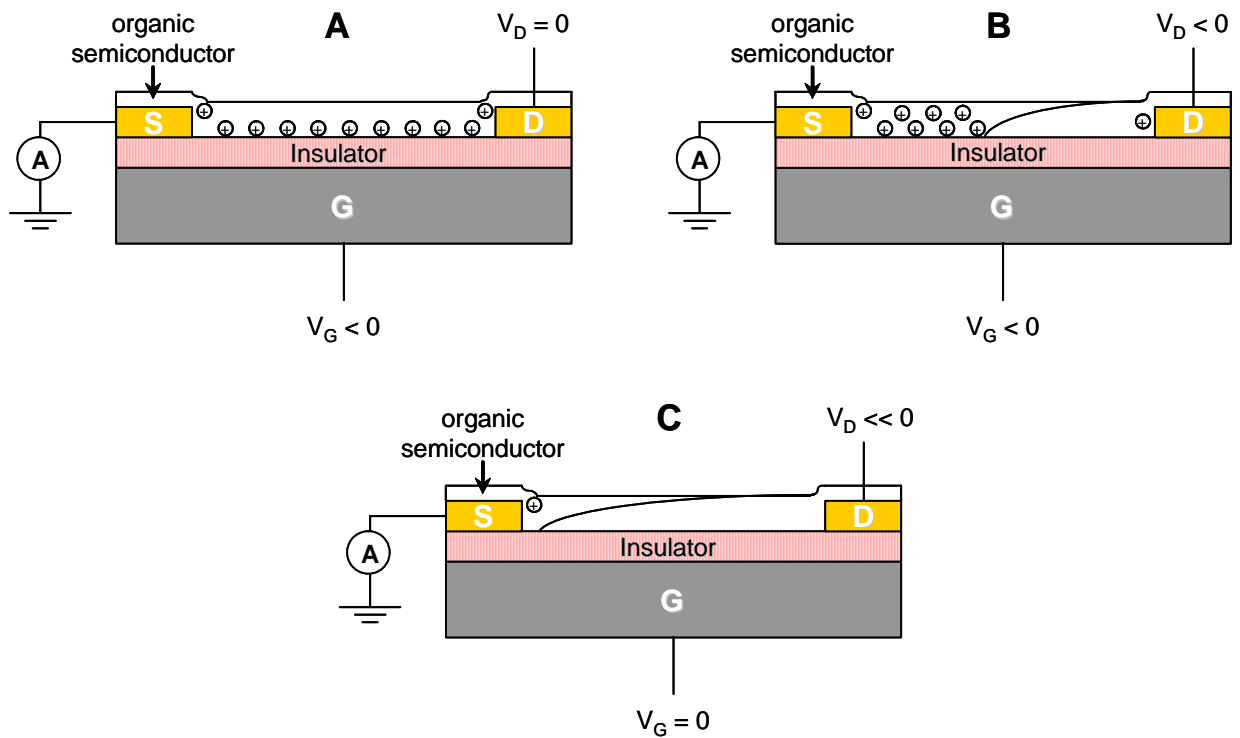 A
organic
semiconductor
V_D = 0
S
D
A
Insulator
G
V_G < 0
B
organic
semiconductor
V_D < 0
S
D
A
Insulator
G
V_G < 0
C
organic
semiconductor
V_D << 0
S
D
A
Insulator
G
V_G = 0